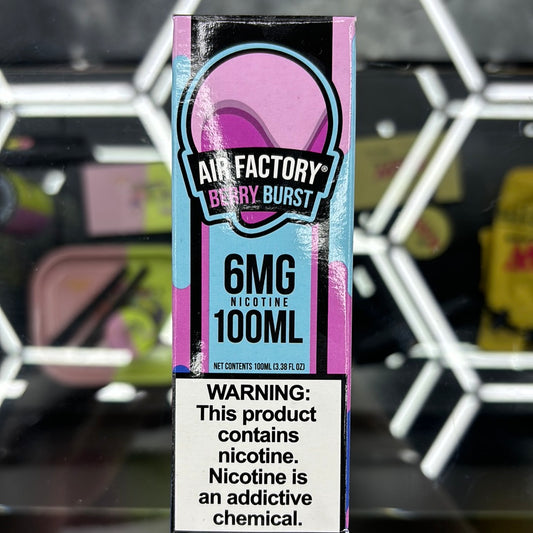 AIR FACTORY®
BERRY BURST
6MG
NICOTINE
100ML
NET CONTENTS 100ML (3.38 FL OZ)
WARNING:
This product
contains
nicotine.
Nicotine is
an addictive
chemical.